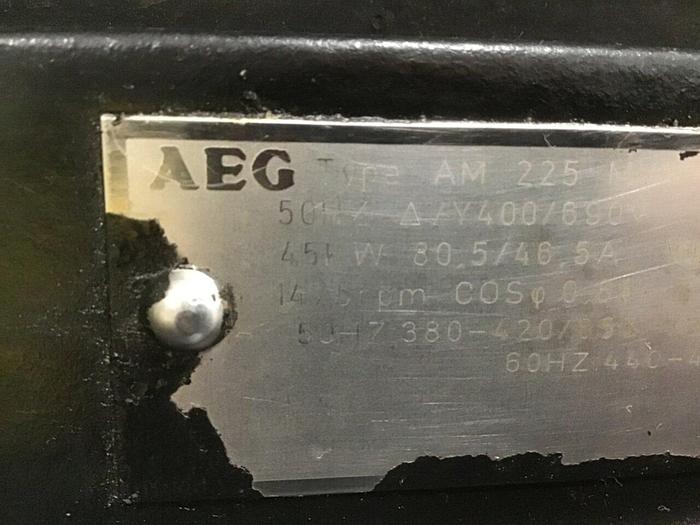 AEG Type AM 225 M
50HZ Δ/Y400/690V
45kW 80,5/46,5A
rpm COSφ
50HZ 380-420/
60HZ 440-